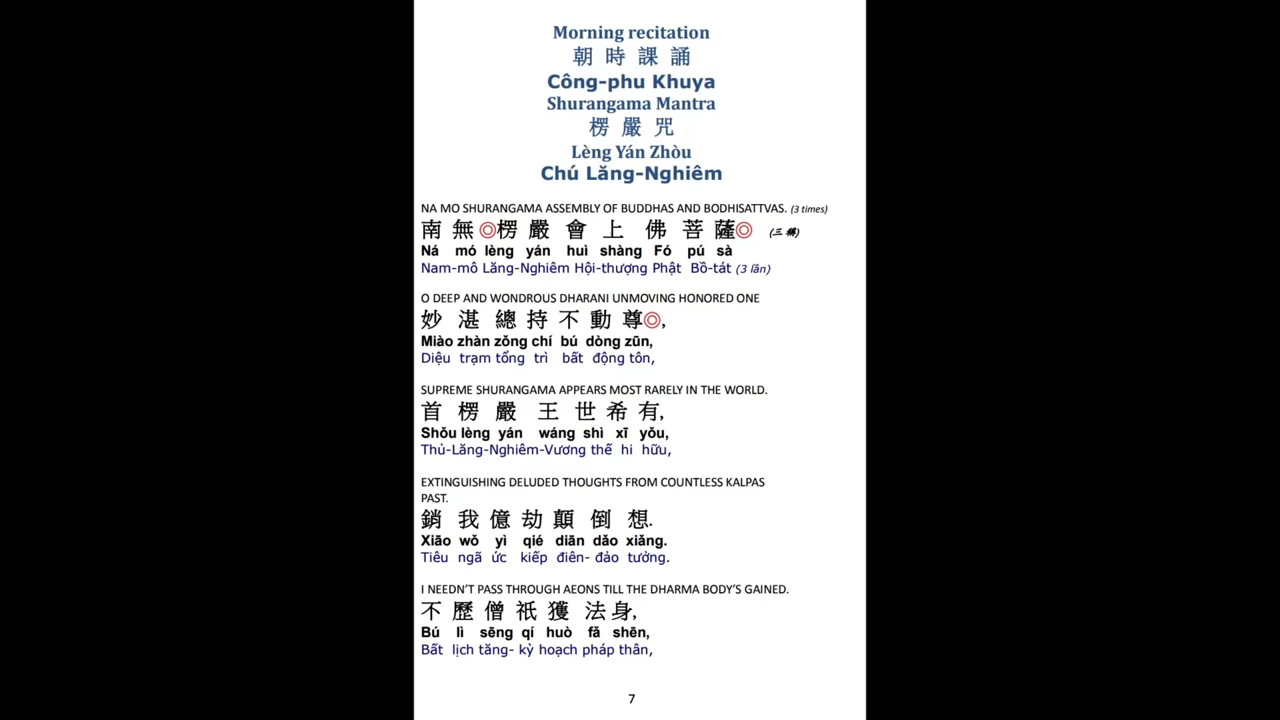 Morning recitation
朝 時 課 誦
Công-phu Khuya
Shurangama Mantra
楞 嚴 咒
Lèng Yán Zhòu
Chú Lăng-Nghiêm
NA MO SHURANGAMA ASSEMBLY OF BUDDHAS AND BODHISATTVAS. (3 times)
南 無 ◎楞 嚴 會 上 佛 菩 薩◎ (三 稱)
Ná mó lèng yán huì shàng Fó pú sà
Nam-mô Lăng-Nghiêm Hội-thượng Phật Bồ-tát (3 lần)
O DEEP AND WONDROUS DHARANI UNMOVING HONORED ONE
妙 湛 總 持 不 動 尊◎,
Miào zhàn zǒng chí bú dòng zūn,
Diệu trạm tổng trì bất động tôn,
SUPREME SHURANGAMA APPEARS MOST RARELY IN THE WORLD.
首 楞 嚴 王 世 希 有,
Shǒu lèng yán wáng shì xī yǒu,
Thủ-Lăng-Nghiêm-Vương thế hi hữu,
EXTINGUISHING DELUDED THOUGHTS FROM COUNTLESS KALPAS
PAST.
銷 我 億 劫 顛 倒 想.
Xiāo wǒ yì qié diān dǎo xiǎng.
Tiêu ngã ức kiếp điên- đảo tưởng.
I NEEDN'T PASS THROUGH AEONS TILL THE DHARMA BODY'S GAINED.
不 歷 僧 祇 獲 法 身,
Bú lì sēng qí huò fǎ shēn,
Bất lịch tăng- kỳ hoạch pháp thân,
7